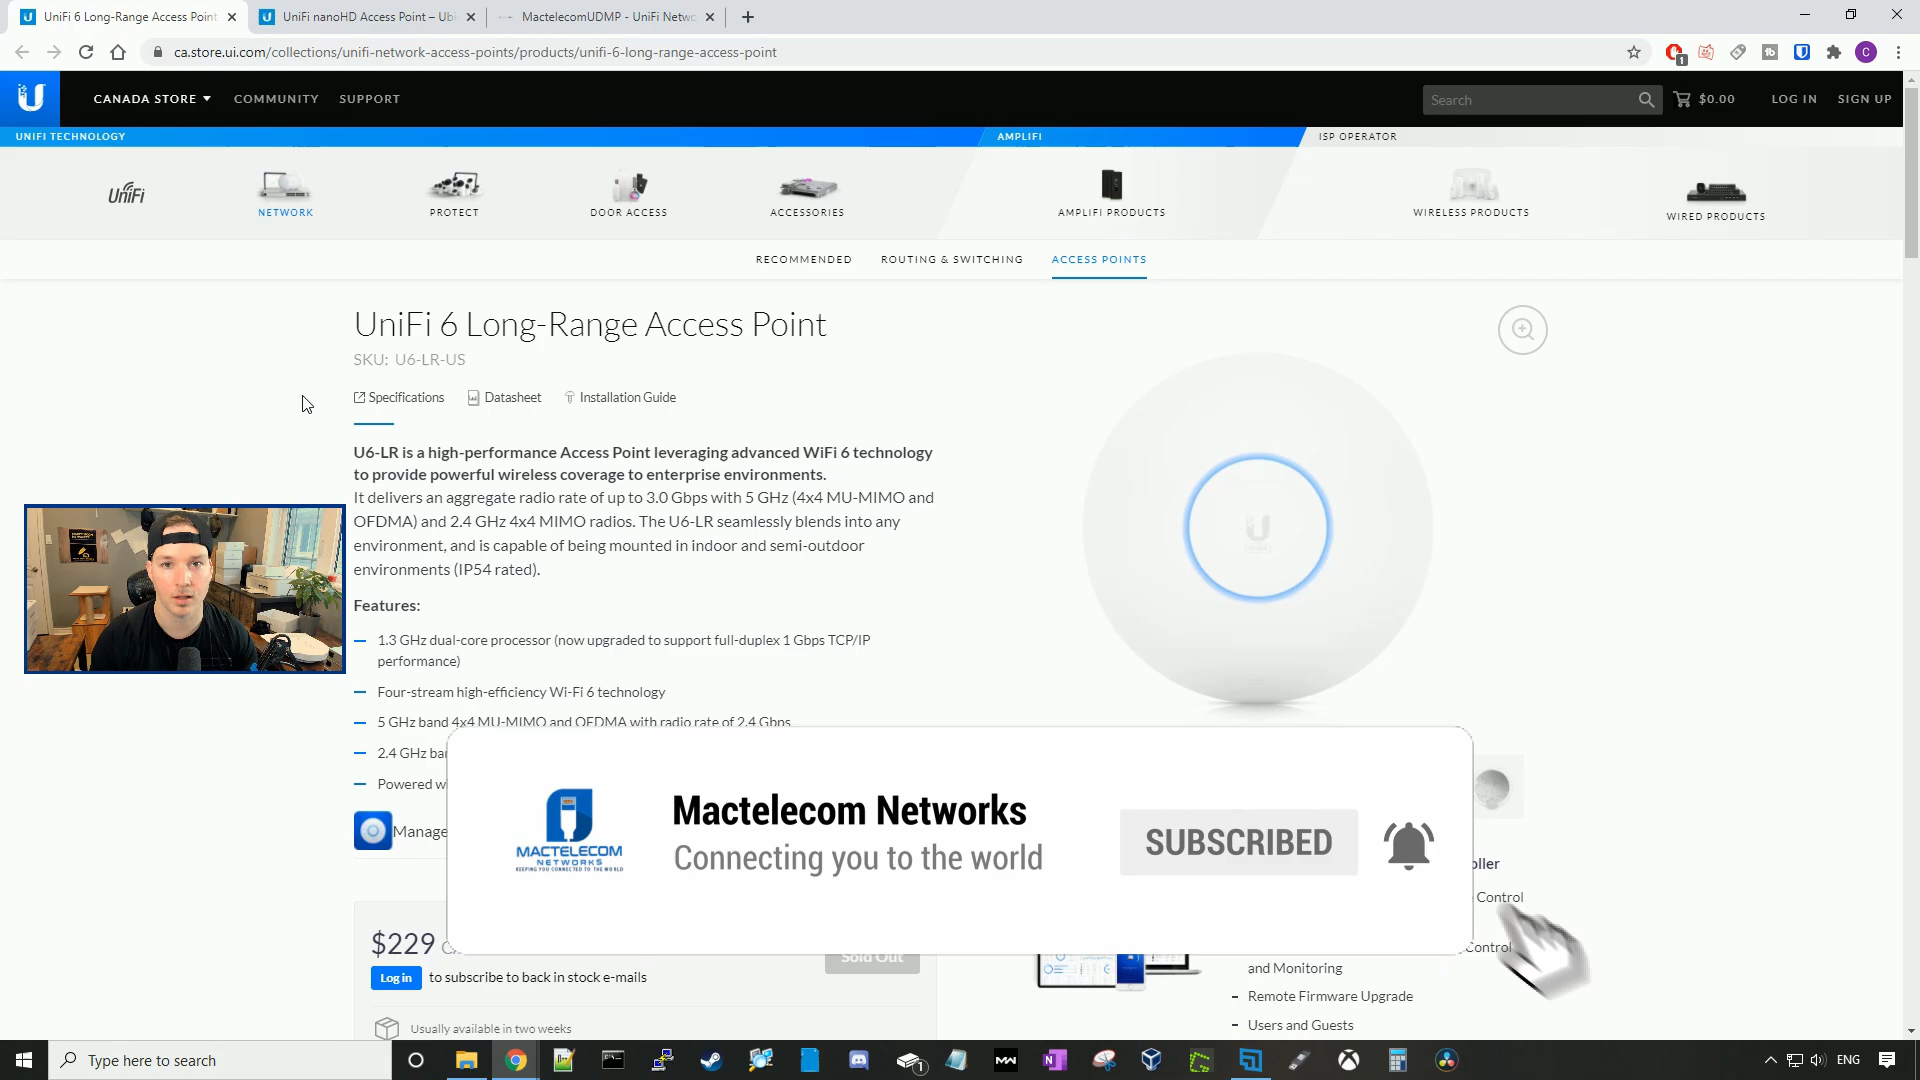 UniFi 6 Long-Range Access Point
UniFi nanoHD Access Point – Ubi
MactelecomUDMP - UniFi Netwo
ca.store.ui.com/collections/unifi-network-access-points/products/unifi-6-long-range-access-point
1
C
CANADA STORE
COMMUNITY
SUPPORT
Search
$0.00
LOG IN
SIGN UP
UNIFI TECHNOLOGY
AMPLIFI
ISP OPERATOR
UniFi
NETWORK
PROTECT
DOOR ACCESS
ACCESSORIES
AMPLIFI PRODUCTS
WIRELESS PRODUCTS
WIRED PRODUCTS
RECOMMENDED
ROUTING & SWITCHING
ACCESS POINTS
UniFi 6 Long-Range Access Point
SKU: U6-LR-US
Specifications
Datasheet
Installation Guide
U6-LR is a high-performance Access Point leveraging advanced WiFi 6 technology
to provide powerful wireless coverage to enterprise environments.
It delivers an aggregate radio rate of up to 3.0 Gbps with 5 GHz (4x4 MU-MIMO and
OFDMA) and 2.4 GHz 4x4 MIMO radios. The U6-LR seamlessly blends into any
environment, and is capable of being mounted in indoor and semi-outdoor
environments (IP54 rated).
Features:
1.3 GHz dual-core processor (now upgraded to support full-duplex 1 Gbps TCP/IP
performance)
Four-stream high-efficiency Wi-Fi 6 technology
5 GHz band 4x4 MU-MIMO and OFDMA with radio rate of 2.4 Gbps
2.4 GHz ba
Powered w
Manage
MACTELECOM
NETWORKS
KEEPING YOU CONNECTED TO THE WORLD
Mactelecom Networks
Connecting you to the world
SUBSCRIBED
oller
Control
Control
and Monitoring
- Remote Firmware Upgrade
- Users and Guests
$229
Sold Out
Log in to subscribe to back in stock e-mails
Usually available in two weeks
Type here to search
1
MW
N
ENG